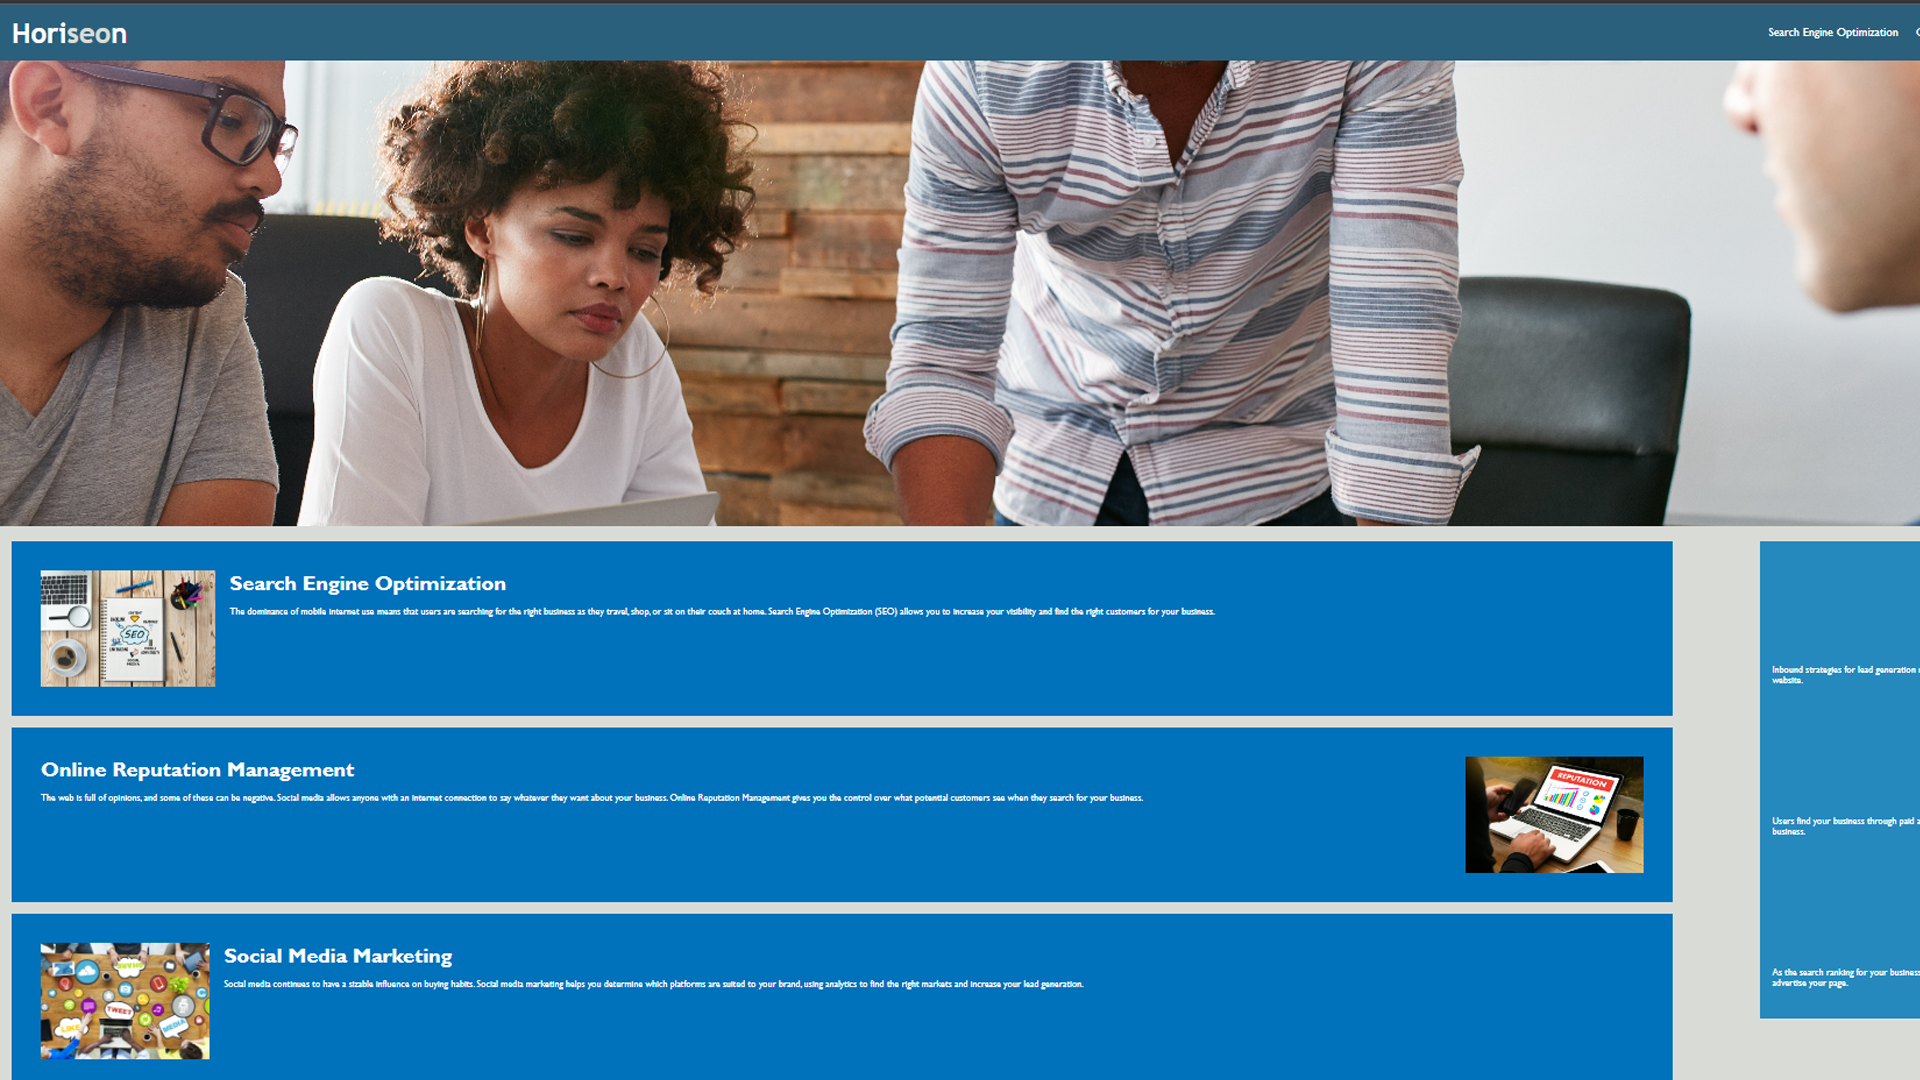 Horiseon
Search Engine Optimization
Search Engine Optimization
The dominance of mobile internet use means that users are searching for the right business as they travel, shop, or sit on their couch at home. Search Engine Optimization (SEO) allows you to increase your visibility and find the right customers for your business.
SEO
Online Reputation Management
The web is full of opinions, and some of these can be negative. Social media allows anyone with an internet connection to say whatever they want about your business. Online Reputation Management gives you the control over what potential customers see when they search for your business.
REPUTATION
Social Media Marketing
Social media continues to have a sizable influence on buying habits. Social media marketing helps you determine which platforms are suited to your brand, using analytics to find the right markets and increase your lead generation.
TWEET
LIKE
MEDIA
Inbound strategies for lead generation
website.
Users find your business through paid
business.
As the search ranking for your business
advertise your page.